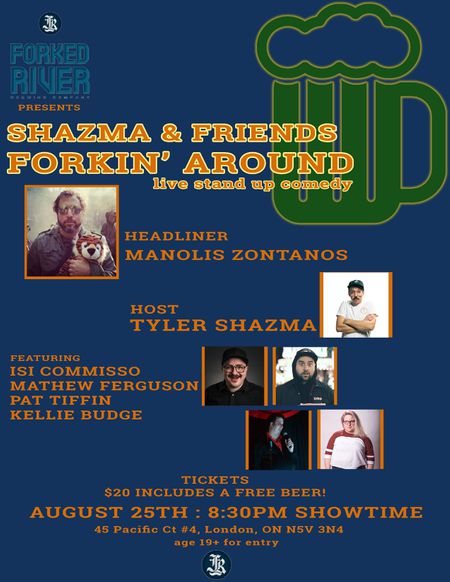 FORKED
RIVER
BREWING COMPANY
PRESENTS
SHAZMA & FRIENDS
FORKIN' AROUND
live stand up comedy
HEADLINER
MANOLIS ZONTANOS
HOST
TYLER SHAZMA
FEATURING
ISI COMMISSO
MATHEW FERGUSON
PAT TIFFIN
KELLIE BUDGE
TICKETS
$20 INCLUDES A FREE BEER!
AUGUST 25TH : 8:30PM SHOWTIME
45 Pacific Ct #4, London, ON N5V 3N4
age 19+ for entry